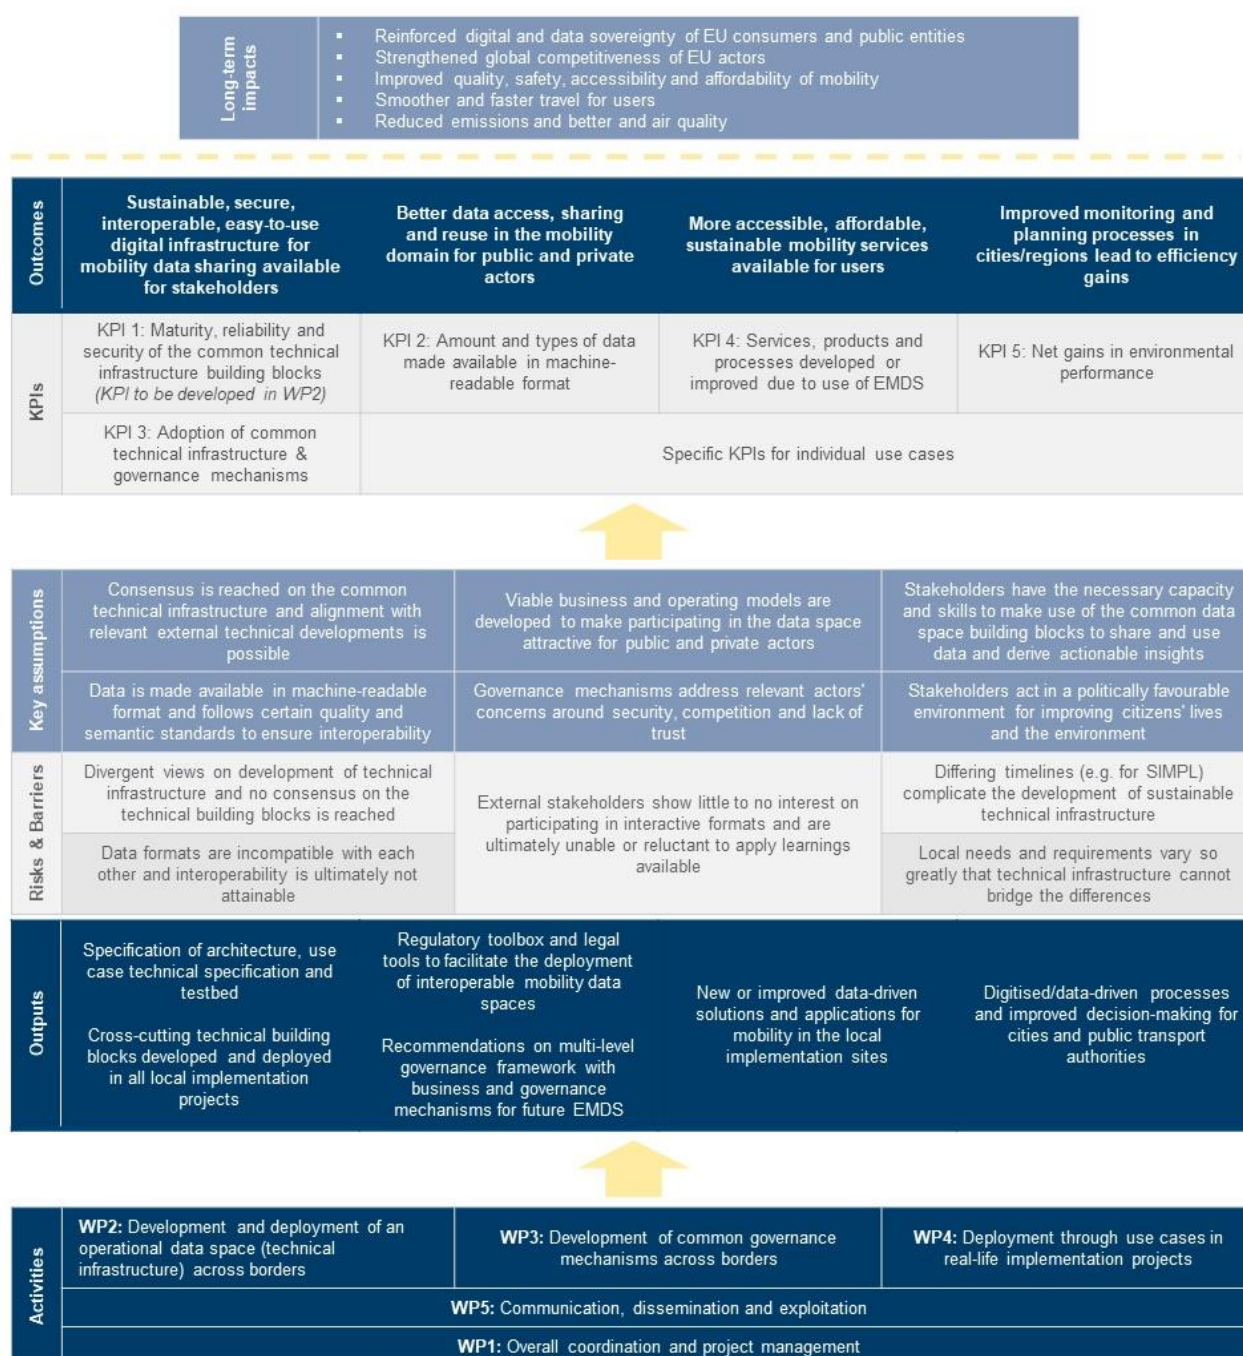 Long-term
impacts
▪ Reinforced digital and data sovereignty of EU consumers and public entities
▪ Strengthened global competitiveness of EU actors
▪ Improved quality, safety, accessibility and affordability of mobility
▪ Smoother and faster travel for users
▪ Reduced emissions and better and air quality
Outcomes
Sustainable, secure,
interoperable, easy-to-use
digital infrastructure for
mobility data sharing available
for stakeholders
Better data access, sharing
and reuse in the mobility
domain for public and private
actors
More accessible, affordable,
sustainable mobility services
available for users
Improved monitoring and
planning processes in
cities/regions lead to efficiency
gains
KPIs
KPI 1: Maturity, reliability and
security of the common technical
infrastructure building blocks
(KPI to be developed in WP2)
KPI 2: Amount and types of data
made available in machine-
readable format
KPI 4: Services, products and
processes developed or
improved due to use of EMDS
KPI 5: Net gains in environmental
performance
KPI 3: Adoption of common
technical infrastructure &
governance mechanisms
Specific KPIs for individual use cases
Key assumptions
Consensus is reached on the common
technical infrastructure and alignment with
relevant external technical developments is
possible
Viable business and operating models are
developed to make participating in the data space
attractive for public and private actors
Stakeholders have the necessary capacity
and skills to make use of the common data
space building blocks to share and use
data and derive actionable insights
Data is made available in machine-readable
format and follows certain quality and
semantic standards to ensure interoperability
Governance mechanisms address relevant actors'
concerns around security, competition and lack of
trust
Stakeholders act in a politically favourable
environment for improving citizens' lives
and the environment
Risks & Barriers
Divergent views on development of technical
infrastructure and no consensus on the
technical building blocks is reached
External stakeholders show little to no interest on
participating in interactive formats and are
ultimately unable or reluctant to apply learnings
available
Differing timelines (e.g. for SIMPL)
complicate the development of sustainable
technical infrastructure
Data formats are incompatible with each
other and interoperability is ultimately not
attainable
Local needs and requirements vary so
greatly that technical infrastructure cannot
bridge the differences
Outputs
Specification of architecture, use
case technical specification and
testbed
Cross-cutting technical building
blocks developed and deployed
in all local implementation
projects
Regulatory toolbox and legal
tools to facilitate the deployment
of interoperable mobility data
spaces
Recommendations on multi-level
governance framework with
business and governance
mechanisms for future EMDS
New or improved data-driven
solutions and applications for
mobility in the local
implementation sites
Digitised/data-driven processes
and improved decision-making for
cities and public transport
authorities
Activities
WP2: Development and deployment of an
operational data space (technical
infrastructure) across borders
WP3: Development of common governance
mechanisms across borders
WP4: Deployment through use cases in
real-life implementation projects
WP5: Communication, dissemination and exploitation
WP1: Overall coordination and project management